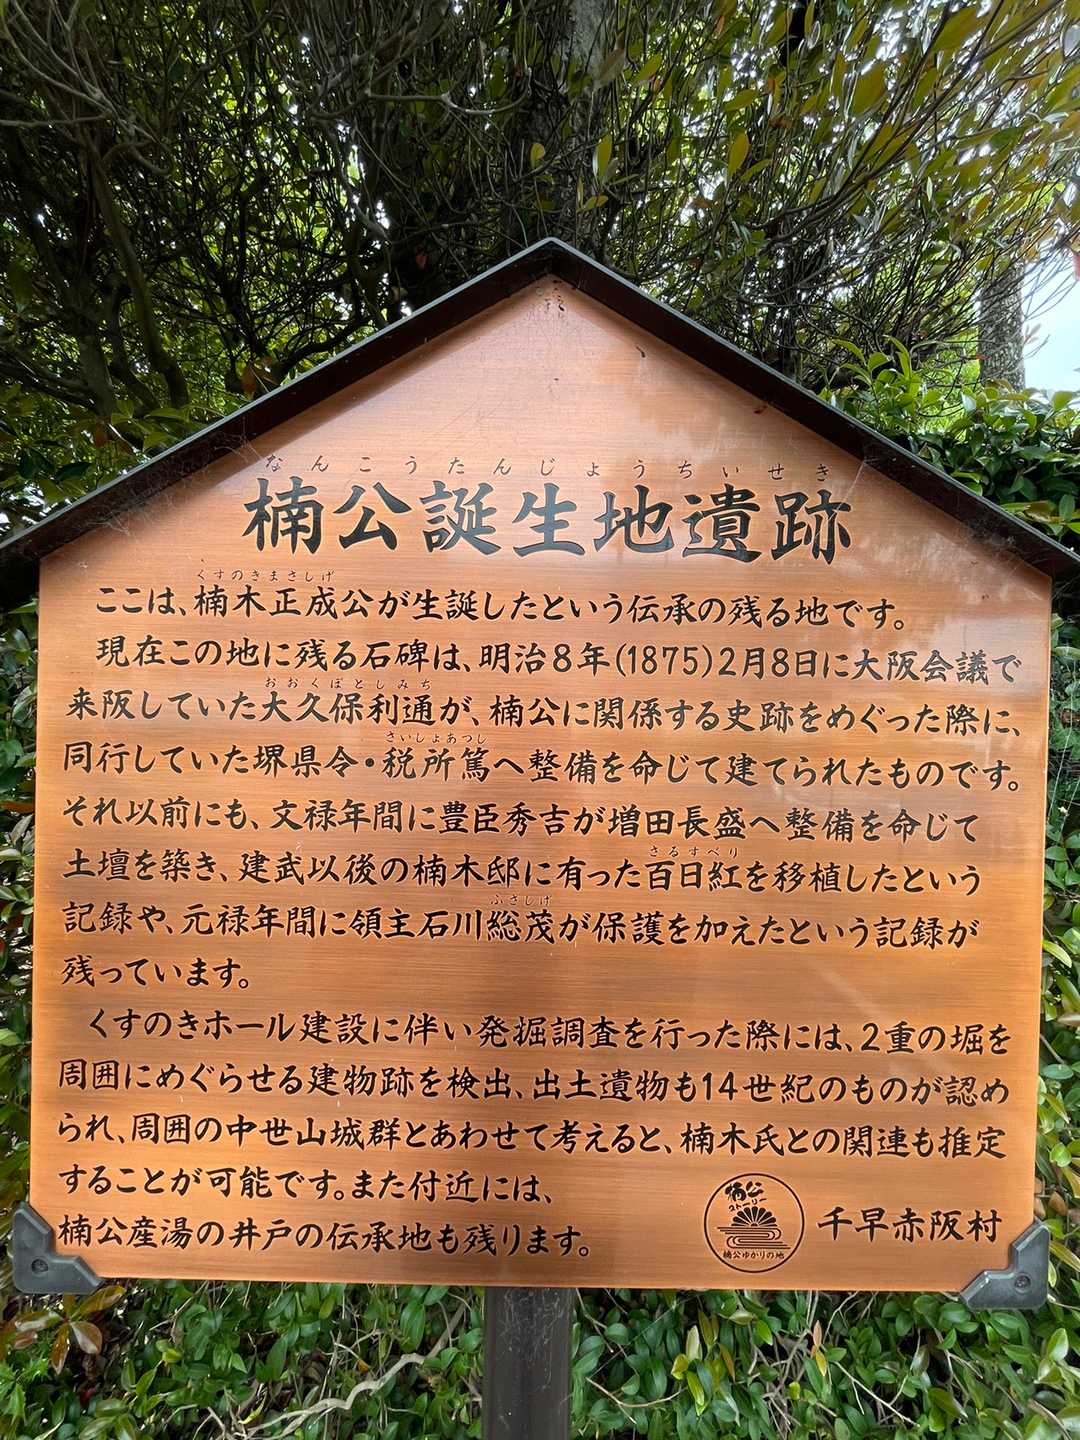 なんこうたんじょうちいせき
楠公誕生地遺跡
くすのきまさしげ
ここは、楠木正成公が生誕したという伝承の残る地です。
現在この地に残る石碑は、明治8年(1875)2月8日に大阪会議で
おおくぼとしみち
来阪していた大久保利通が、楠公に関係する史跡をめぐった際に、
さいしょあつし
同行していた堺県令・税所篤へ整備を命じて建てられたものです。
それ以前にも、文禄年間に豊臣秀吉が増田長盛へ整備を命じて
土壇を築き、建武以後の楠木邸に有った百日紅を移植したという
さるすべり
記録や、元禄年間に領主石川総茂が保護を加えたという記録が
ふさしげ
残っています。
くすのきホール建設に伴い発掘調査を行った際には、2重の堀を
周囲にめぐらせる建物跡を検出、出土遺物も14世紀のものが認め
られ、周囲の中世山城群とあわせて考えると、楠木氏との関連も推定
することが可能です。また付近には、
楠公産湯の井戸の伝承地も残ります。
楠公
ストーリー
楠公ゆかりの地
千早赤阪村